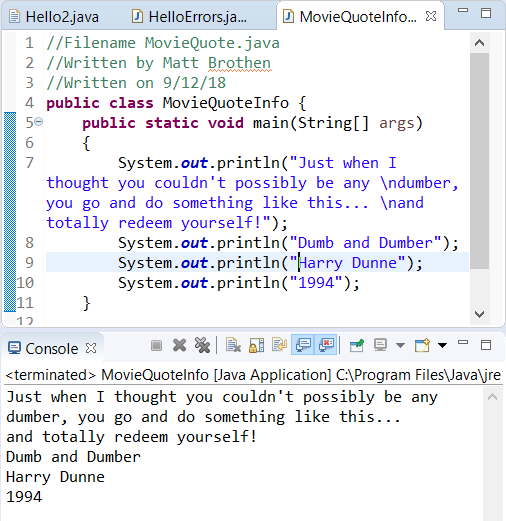 Hello2.java HelloErrors.ja... MovieQuoteInfo...
1 //Filename MovieQuote.java
2 //Written by Matt Brothen
3 //Written on 9/12/18
4 public class MovieQuoteInfo {
5 public static void main(String[] args)
6 {
7 System.out.println("Just when I
thought you couldn't possibly be any \ndumber,
you go and do something like this... \nand
totally redeem yourself!");
8 System.out.println("Dumb and Dumber");
9 System.out.println("Harry Dunne");
10 System.out.println("1994");
11 }
12
Console
<terminated> MovieQuoteInfo [Java Application] C:\Program Files\Java\jre
Just when I thought you couldn't possibly be any
dumber, you go and do something like this...
and totally redeem yourself!
Dumb and Dumber
Harry Dunne
1994